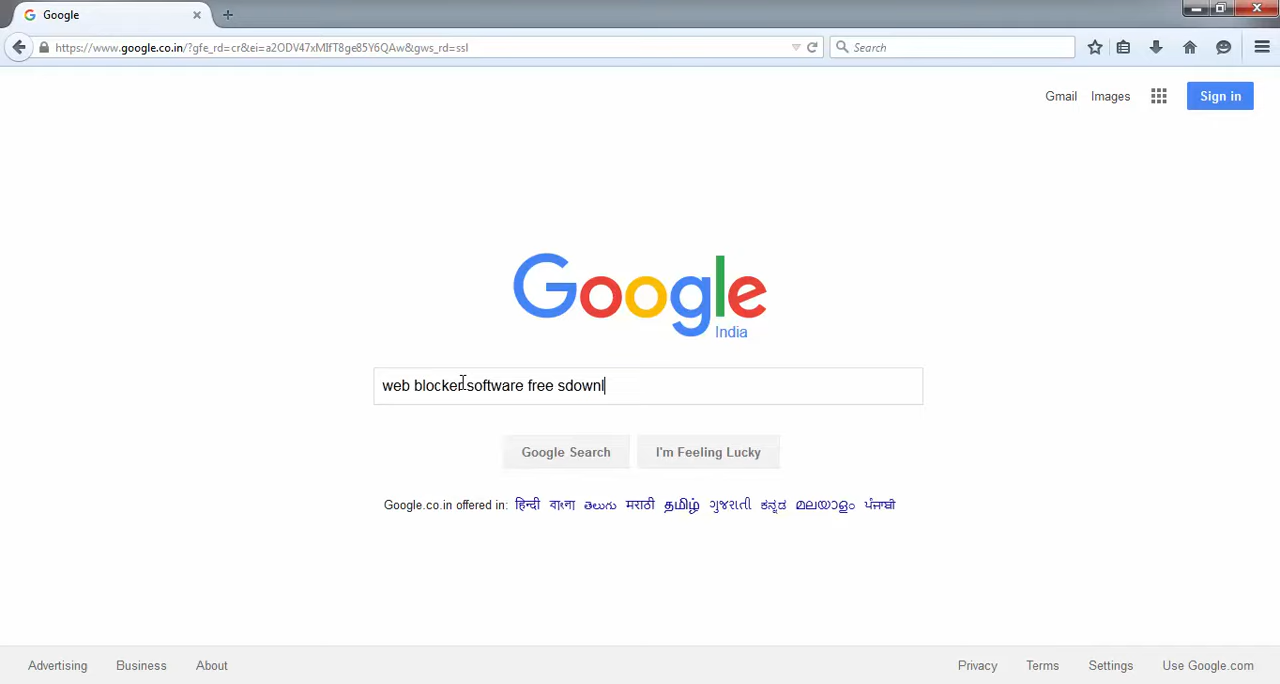 Google
https://www.google.co.in/?gfe_rd=cr&ei=a2ODV47xMIfT8ge85Y6QAw&gws_rd=ssl
Search
Gmail Images Sign in
Google
India
web blocker software free sdownl
Google Search I'm Feeling Lucky
Google.co.in offered in: हिन्दी বাংলা తెలుగు मराठी தமிழ் ગુજરાતી ಕನ್ನಡ മലയാളം ਪੰਜਾਬੀ
Advertising Business About Privacy Terms Settings Use Google.com